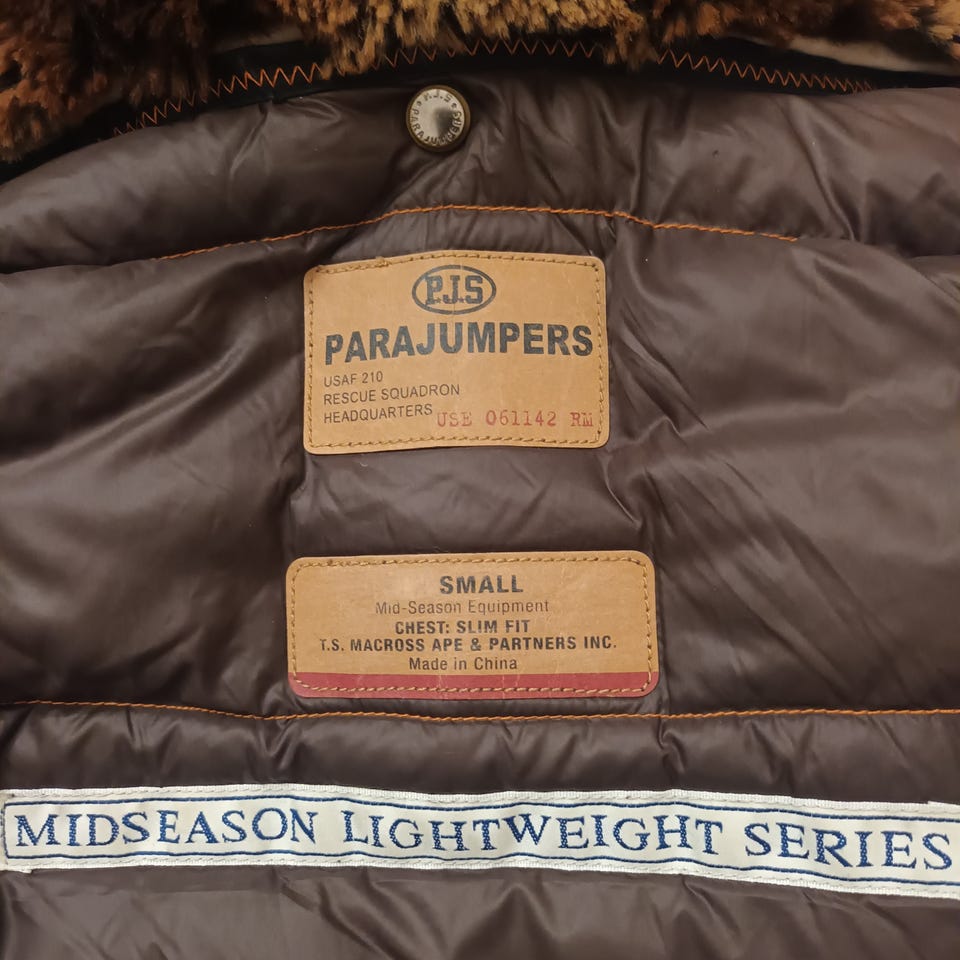 P.J.S PARAJUMPERS
P.J.S
PARAJUMPERS
USAF 210
RESCUE SQUADRON
HEADQUARTERS USE 061142 RM
SMALL
Mid-Season Equipment
CHEST: SLIM FIT
T.S. MACROSS APE & PARTNERS INC.
Made in China
MIDSEASON LIGHTWEIGHT SERIES